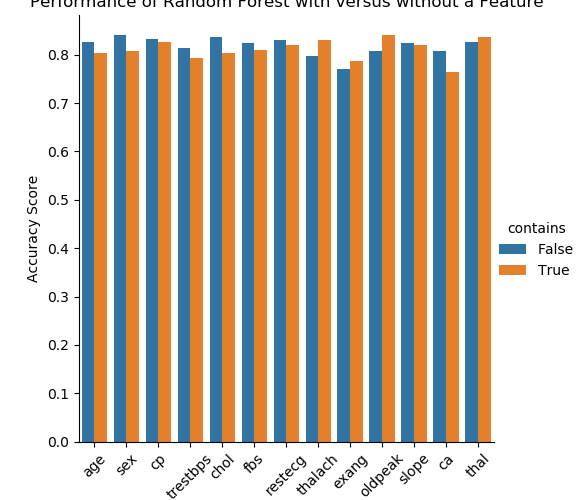 Performance of Random Forest with versus without a Feature
Accuracy Score
0.8
0.7
0.6
0.5
0.4
0.3
0.2
0.1
0.0
age
sex
cp
trestbps
chol
fbs
restecg
thalach
exang
oldpeak
slope
ca
thal
contains
False
True